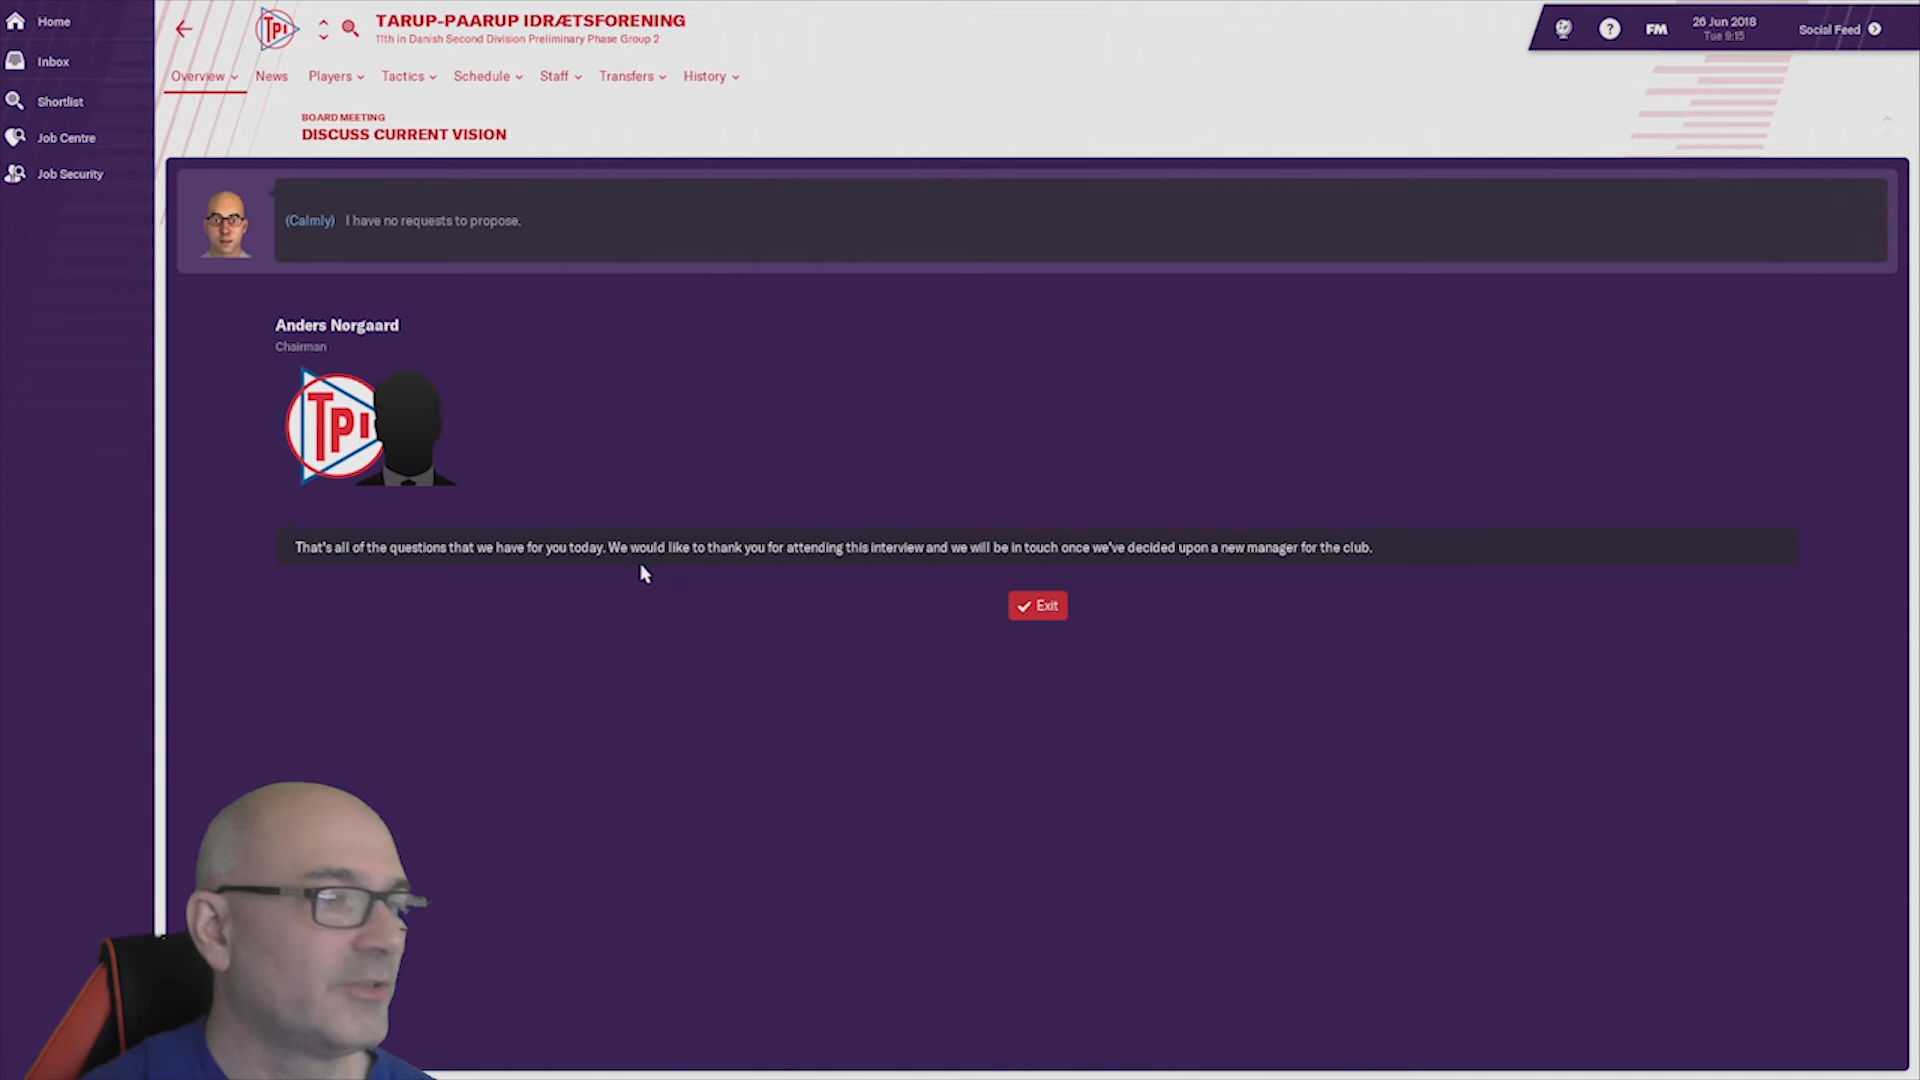 Home
Inbox
Shortlist
Job Centre
Job Security
TPI
TARUP-PAARUP IDRÆTSFORENING
11th in Danish Second Division Preliminary Phase Group 2
26 Jun 2018
Tue 9:15
? FM
Social Feed
Overview News Players Tactics Schedule Staff Transfers History
BOARD MEETING
DISCUSS CURRENT VISION
(Calmly) I have no requests to propose.
Anders Nørgaard
Chairman
TPI
That's all of the questions that we have for you today. We would like to thank you for attending this interview and we will be in touch once we've decided upon a new manager for the club.
Exit